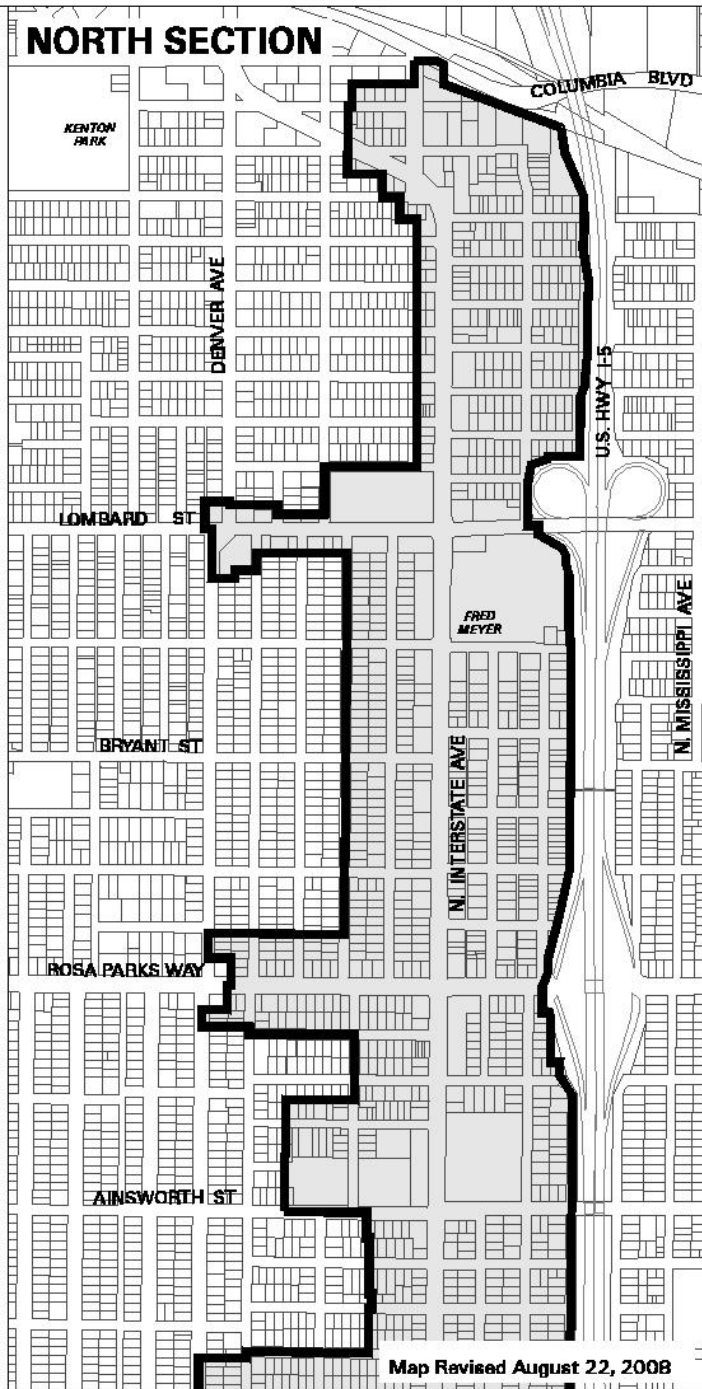 NORTH SECTION
COLUMBIA BLVD
KENTON
PARK
DENVER AVE
U.S. HWY I-5
LOMBARD ST
FRED
MEYER
N. MISSISSIPPI AVE
BRYANT ST
N. INTERSTATE AVE
ROSA PARKS WAY
AINSWORTH ST
Map Revised August 22, 2008